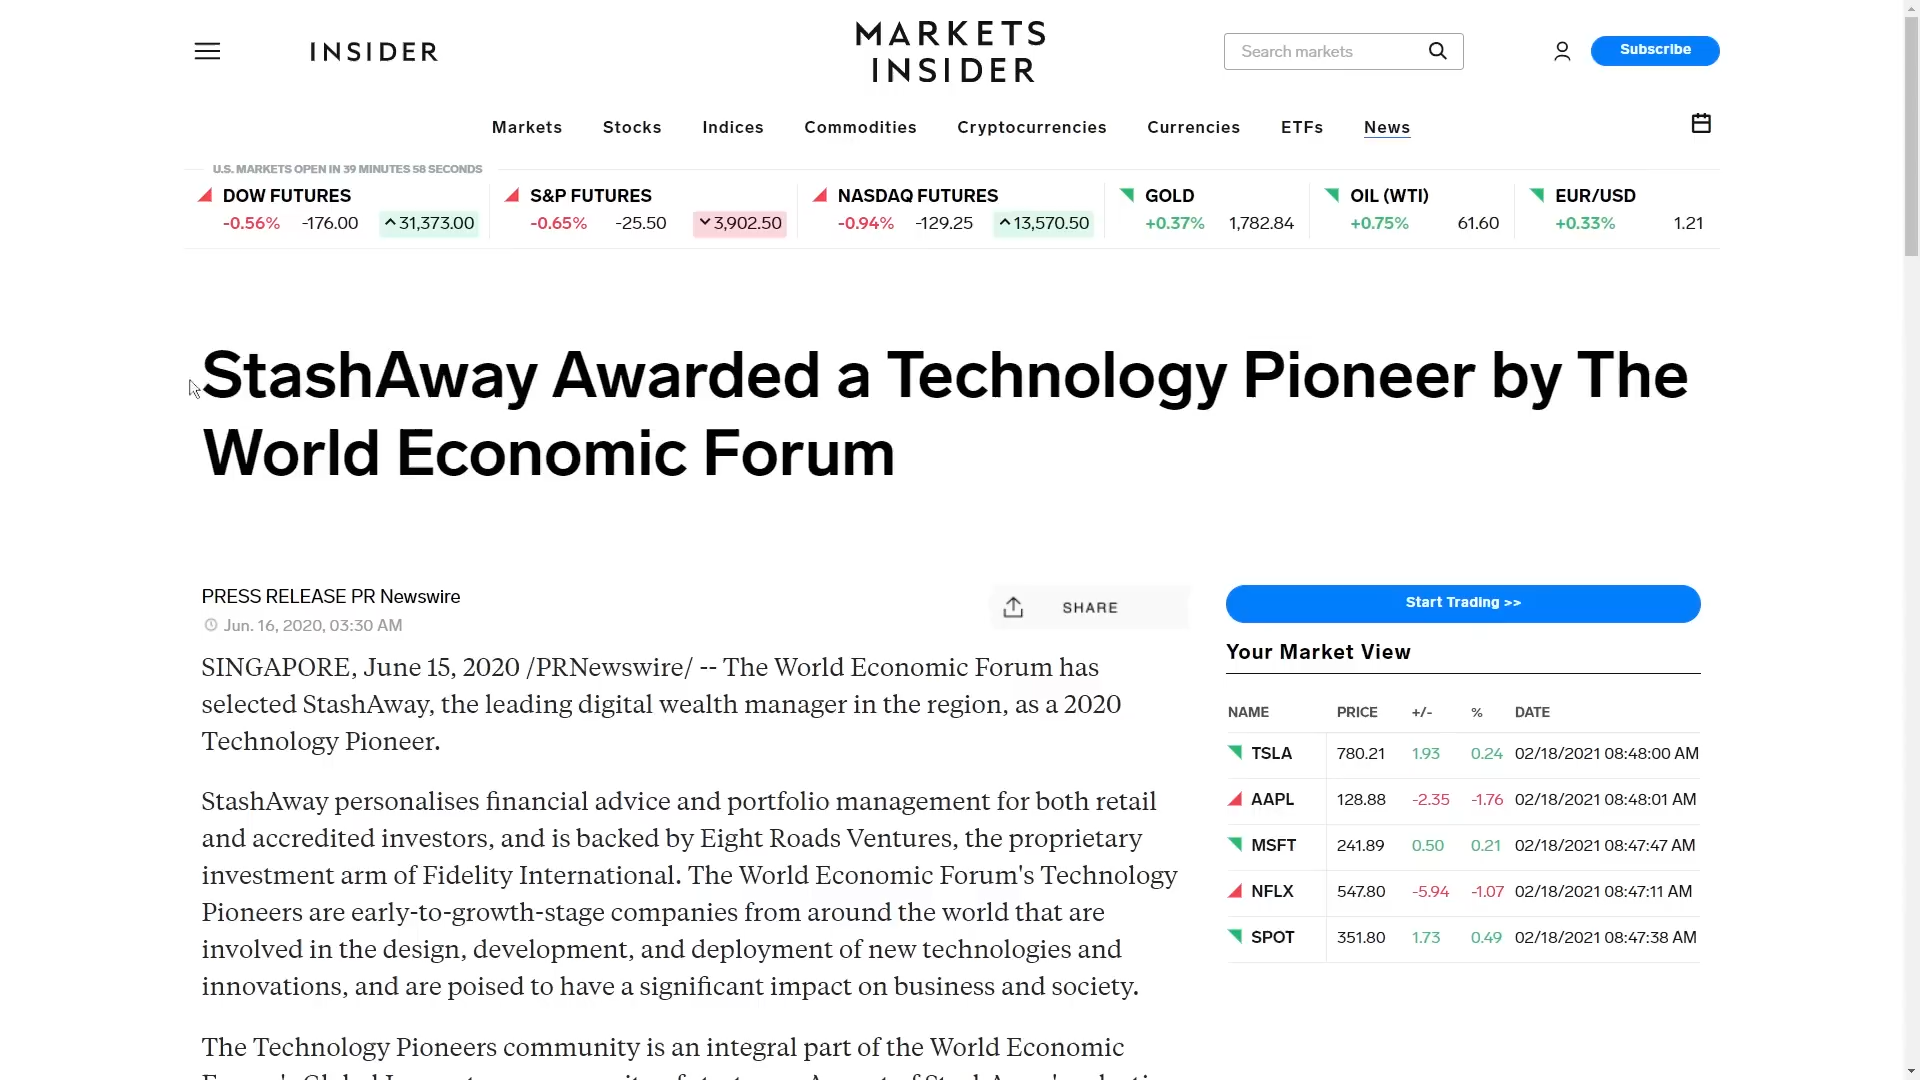 INSIDER
MARKETS
INSIDER
Search markets
Subscribe
Markets Stocks Indices Commodities Cryptocurrencies Currencies ETFs News
U.S. MARKETS OPEN IN 39 MINUTES 58 SECONDS
DOW FUTURES
-0.56% -176.00 31,373.00
S&P FUTURES
-0.65% -25.50 3,902.50
NASDAQ FUTURES
-0.94% -129.25 13,570.50
GOLD
+0.37% 1,782.84
OIL (WTI)
+0.75% 61.60
EUR/USD
+0.33% 1.21
StashAway Awarded a Technology Pioneer by The
World Economic Forum
PRESS RELEASE PR Newswire
Jun. 16, 2020, 03:30 AM
SHARE
SINGAPORE, June 15, 2020 /PRNewswire/ -- The World Economic Forum has
selected StashAway, the leading digital wealth manager in the region, as a 2020
Technology Pioneer.
StashAway personalises financial advice and portfolio management for both retail
and accredited investors, and is backed by Eight Roads Ventures, the proprietary
investment arm of Fidelity International. The World Economic Forum's Technology
Pioneers are early-to-growth-stage companies from around the world that are
involved in the design, development, and deployment of new technologies and
innovations, and are poised to have a significant impact on business and society.
The Technology Pioneers community is an integral part of the World Economic
Start Trading >>
Your Market View
NAME PRICE +/- % DATE
TSLA 780.21 1.93 0.24 02/18/2021 08:48:00 AM
AAPL 128.88 -2.35 -1.76 02/18/2021 08:48:01 AM
MSFT 241.89 0.50 0.21 02/18/2021 08:47:47 AM
NFLX 547.80 -5.94 -1.07 02/18/2021 08:47:11 AM
SPOT 351.80 1.73 0.49 02/18/2021 08:47:38 AM